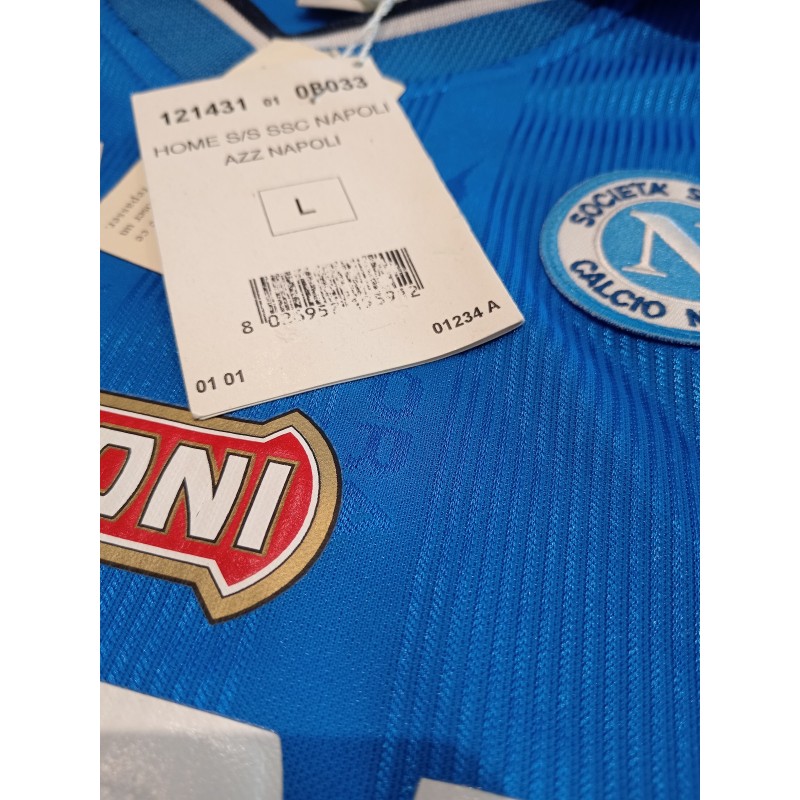 121431 01 0B033
HOME S/S SSC NAPOLI
AZZ NAPOLI
L
01234 A
01 01
SOCIETA' S
N
CALCIO N
ONI